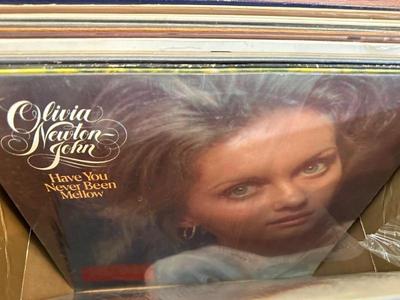 Olivia
Newton-
John
Have You
Never Been
Mellow